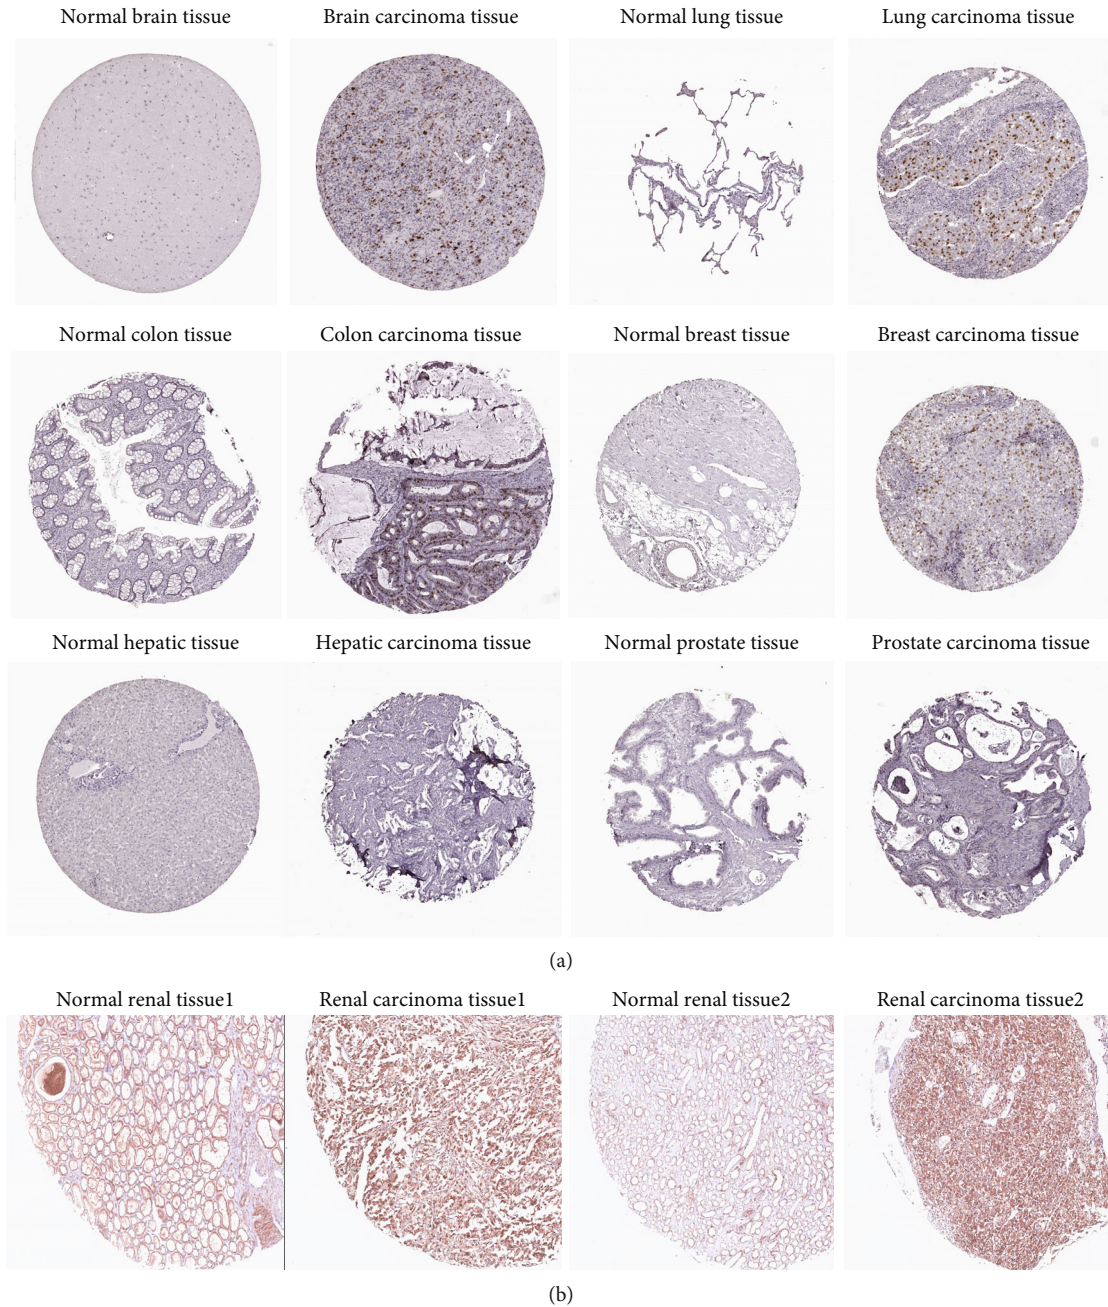 Normal brain tissue
Brain carcinoma tissue
Normal lung tissue
Lung carcinoma tissue
Normal colon tissue
Colon carcinoma tissue
Normal breast tissue
Breast carcinoma tissue
Normal hepatic tissue
Hepatic carcinoma tissue
Normal prostate tissue
Prostate carcinoma tissue
(a)
Normal renal tissue1
Renal carcinoma tissue1
Normal renal tissue2
Renal carcinoma tissue2
(b)